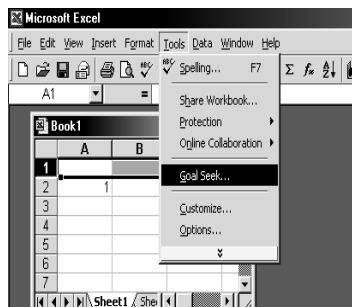 Microsoft Excel
File Edit View Insert Format Tools Data Window Help
Spelling... F7
A1 =
Share Workbook...
Protection
Online Collaboration
Book1
A B
Goal Seek...
1
2 1
3
Customize...
4
Options...
5
6
7
Sheet1